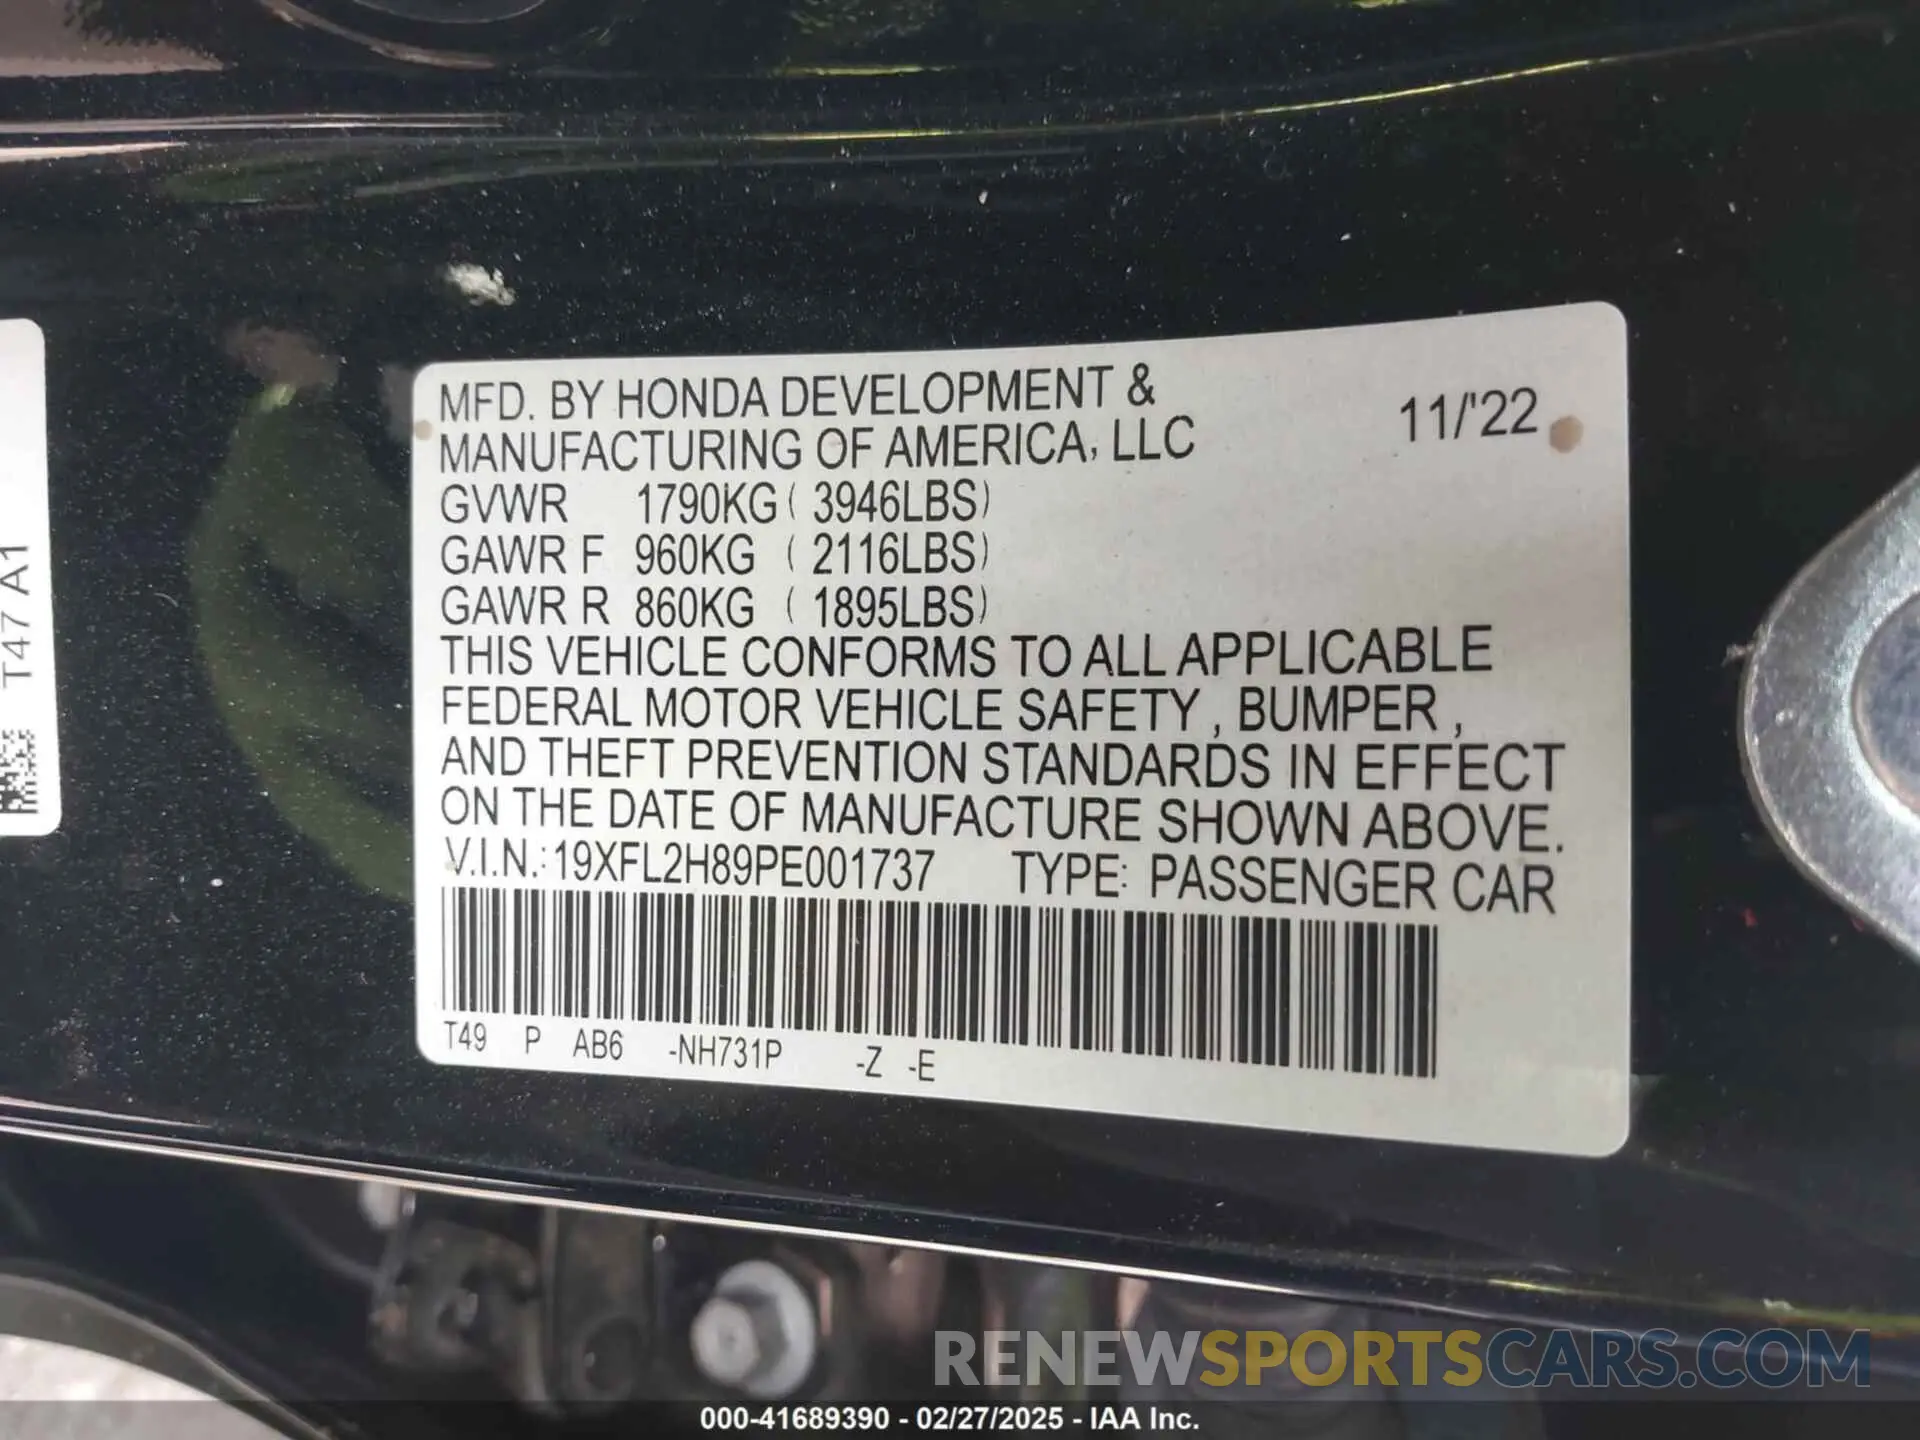 MFD. BY HONDA DEVELOPMENT &
MANUFACTURING OF AMERICA, LLC
11/'22
GVWR 1790KG ( 3946LBS)
GAWR F 960KG ( 2116LBS)
GAWR R 860KG ( 1895LBS)
THIS VEHICLE CONFORMS TO ALL APPLICABLE
FEDERAL MOTOR VEHICLE SAFETY , BUMPER ,
AND THEFT PREVENTION STANDARDS IN EFFECT
ON THE DATE OF MANUFACTURE SHOWN ABOVE.
V.I.N.: 19XFL2H89PE001737 TYPE: PASSENGER CAR
T49 P AB6 -NH731P -Z -E
T47 A1
RENEWSPORTSCARS.COM
000-41689390 - 02/27/2025 - IAA Inc.